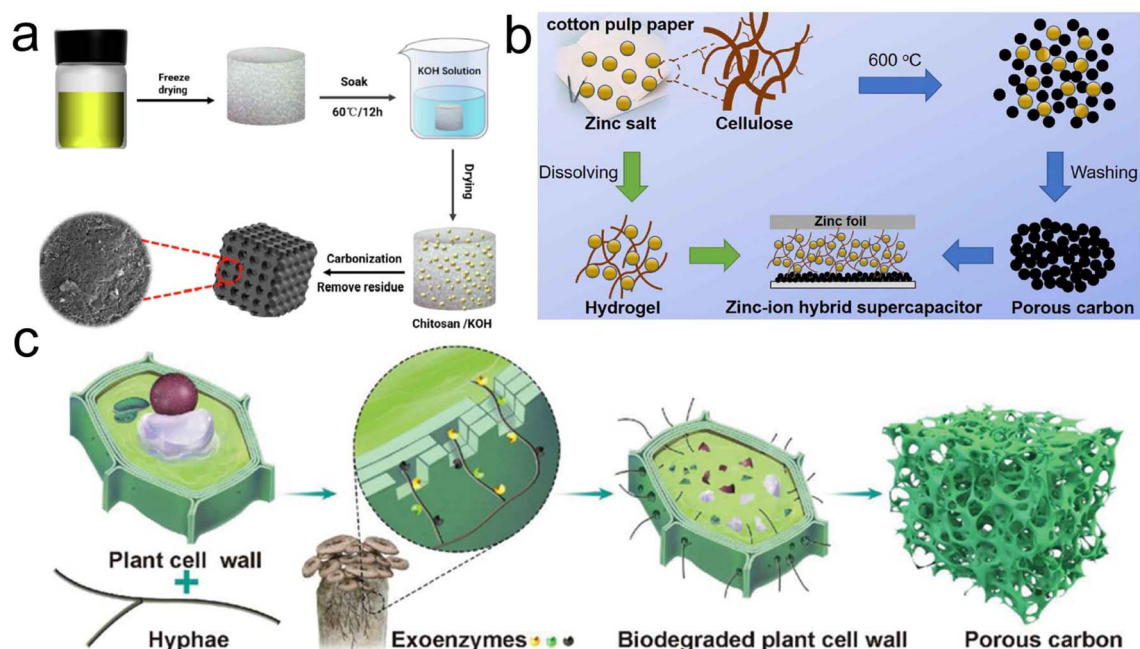 a
Freeze
drying
Soak
60℃/12h
KOH Solution
Drying
Carbonization
Remove residue
Chitosan /KOH
b
cotton pulp paper
Zinc salt
Cellulose
600 °C
Dissolving
Washing
Zinc foil
Hydrogel
Zinc-ion hybrid supercapacitor
Porous carbon
c
Plant cell wall
+
Hyphae
Exoenzymes
Biodegraded plant cell wall
Porous carbon